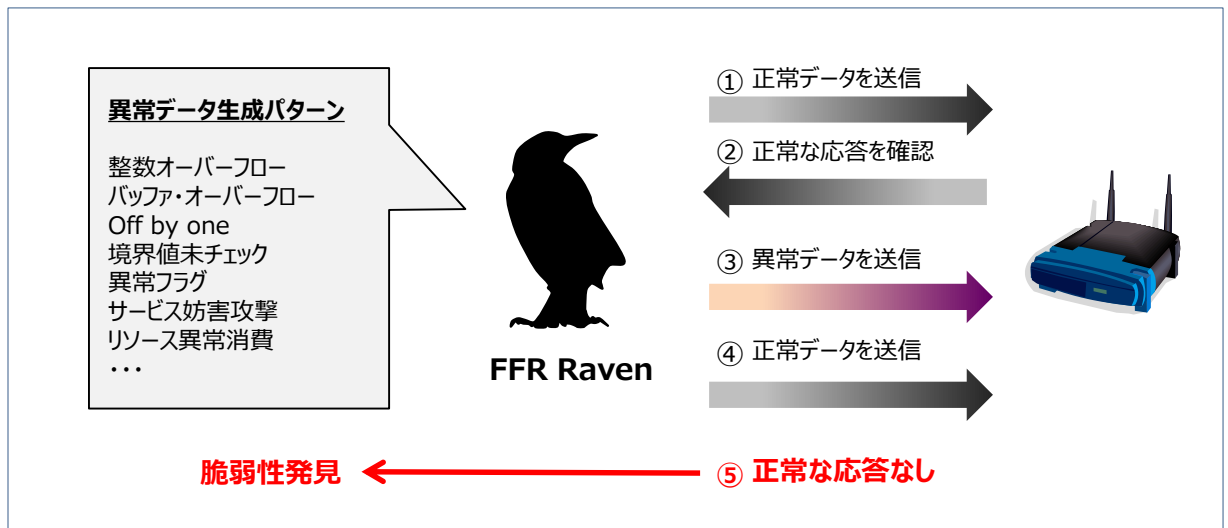 異常データ生成パターン
整数オーバーフロー
バッファ・オーバーフロー
Off by one
境界値未チェック
異常フラグ
サービス妨害攻撃
リソース異常消費
・・・
FFR Raven
① 正常データを送信
② 正常な応答を確認
③ 異常データを送信
④ 正常データを送信
⑤ 正常な応答なし
脆弱性発見